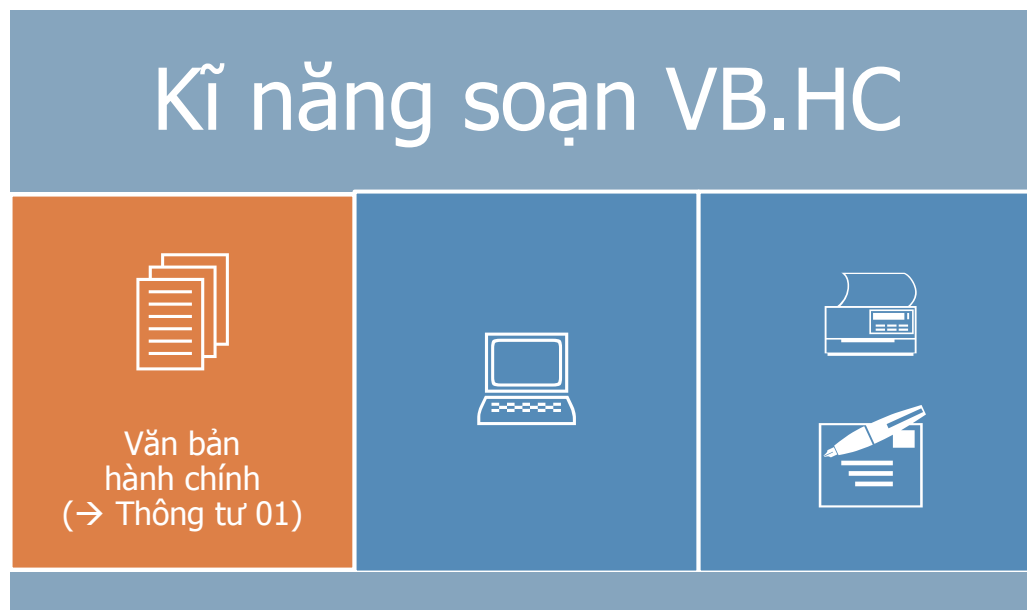 Kĩ năng soạn VB.HC
Văn bản
hành chính
(→ Thông tư 01)